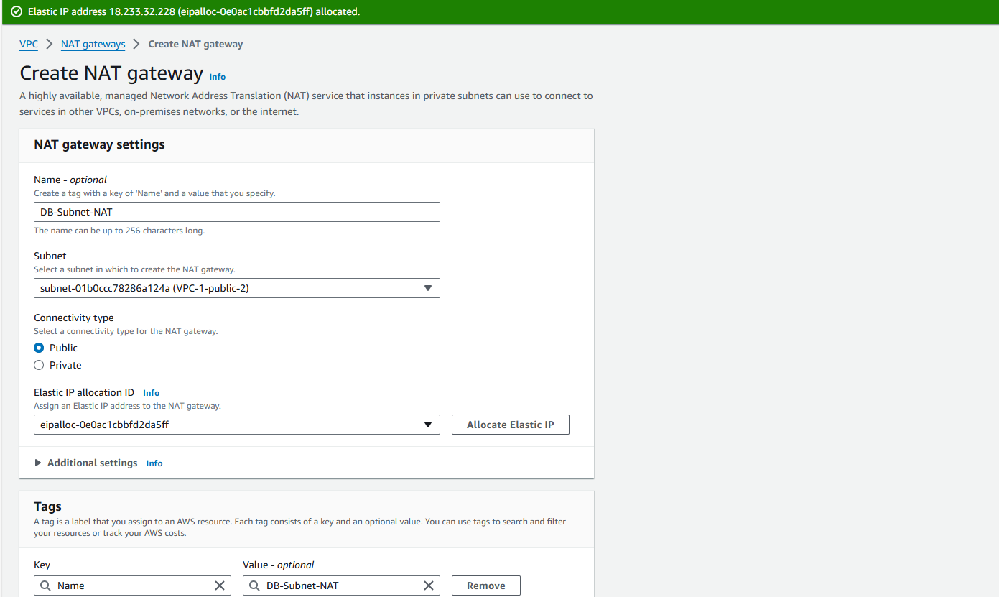 Elastic IP address 18.233.32.228 (eipalloc-0e0ac1cbbfd2da5ff) allocated.
VPC > NAT gateways > Create NAT gateway
Create NAT gateway Info
A highly available, managed Network Address Translation (NAT) service that instances in private subnets can use to connect to
services in other VPCs, on-premises networks, or the internet.
NAT gateway settings
Name - optional
Create a tag with a key of 'Name' and a value that you specify.
DB-Subnet-NAT
The name can be up to 256 characters long.
Subnet
Select a subnet in which to create the NAT gateway.
subnet-01b0ccc78286a124a (VPC-1-public-2)
Connectivity type
Select a connectivity type for the NAT gateway.
Public
Private
Elastic IP allocation ID Info
Assign an Elastic IP address to the NAT gateway.
eipalloc-0e0ac1cbbfd2da5ff Allocate Elastic IP
Additional settings Info
Tags
A tag is a label that you assign to an AWS resource. Each tag consists of a key and an optional value. You can use tags to search and filter
your resources or track your AWS costs.
Key Value - optional
Name DB-Subnet-NAT Remove